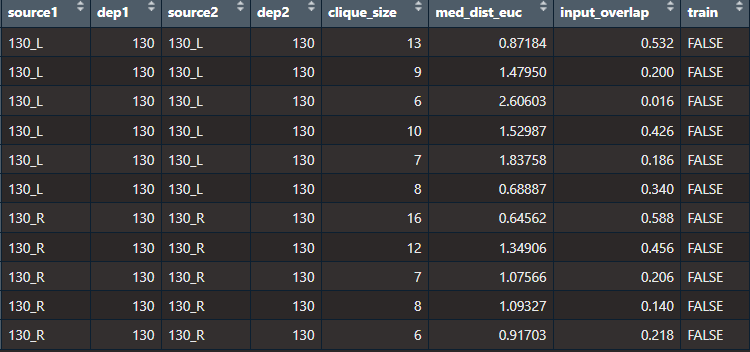 source1 dep1 source2 dep2 clique_size med_dist_euc input_overlap train
130_L 130 130_L 130 13 0.87184 0.532 FALSE
130_L 130 130_L 130 9 1.47950 0.200 FALSE
130_L 130 130_L 130 6 2.60603 0.016 FALSE
130_L 130 130_L 130 10 1.52987 0.426 FALSE
130_L 130 130_L 130 7 1.83758 0.186 FALSE
130_L 130 130_L 130 8 0.68887 0.340 FALSE
130_R 130 130_R 130 16 0.64562 0.588 FALSE
130_R 130 130_R 130 12 1.34906 0.456 FALSE
130_R 130 130_R 130 7 1.07566 0.206 FALSE
130_R 130 130_R 130 8 1.09327 0.140 FALSE
130_R 130 130_R 130 6 0.91703 0.218 FALSE